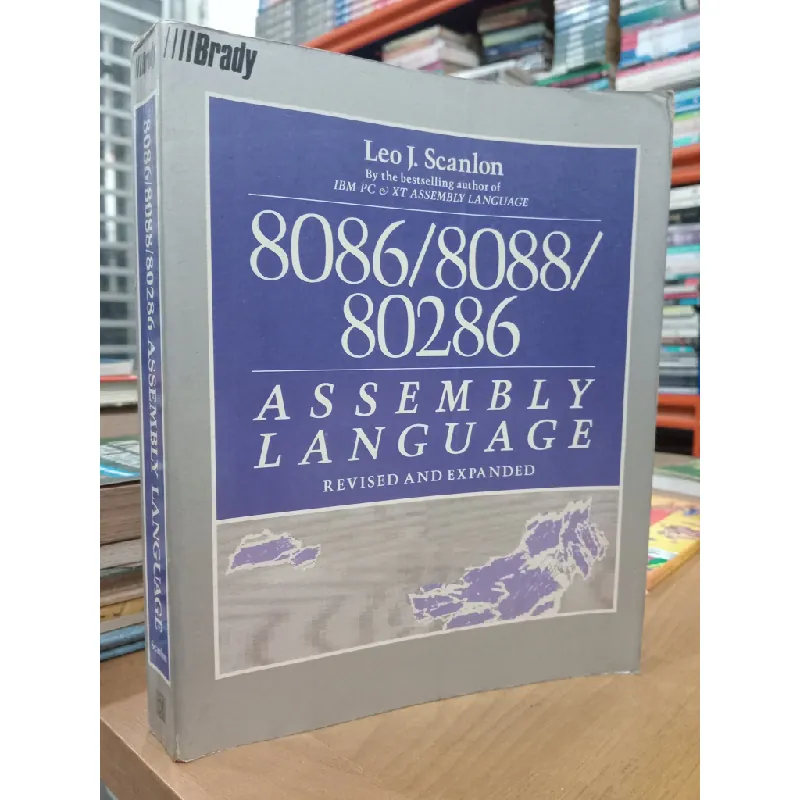 ////Brady
Leo J. Scanlon
By the bestselling author of
IBM PC & XT ASSEMBLY LANGUAGE
8086/8088/
80286
ASSEMBLY
LANGUAGE
REVISED AND EXPANDED
Brady
8086/8088/80286 ASSEMBLY LANGUAGE
Scanlon